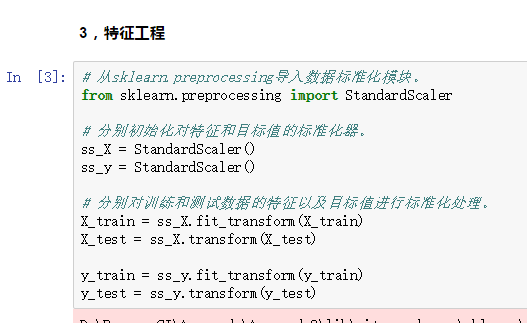 3，特征工程
In [3]:
# 从sklearn.preprocessing导入数据标准化模块。
from sklearn.preprocessing import StandardScaler
# 分别初始化对特征和目标值的标准化器。
ss_X = StandardScaler()
ss_y = StandardScaler()
# 分别对训练和测试数据的特征以及目标值进行标准化处理。
X_train = ss_X.fit_transform(X_train)
X_test = ss_X.transform(X_test)
y_train = ss_y.fit_transform(y_train)
y_test = ss_y.transform(y_test)